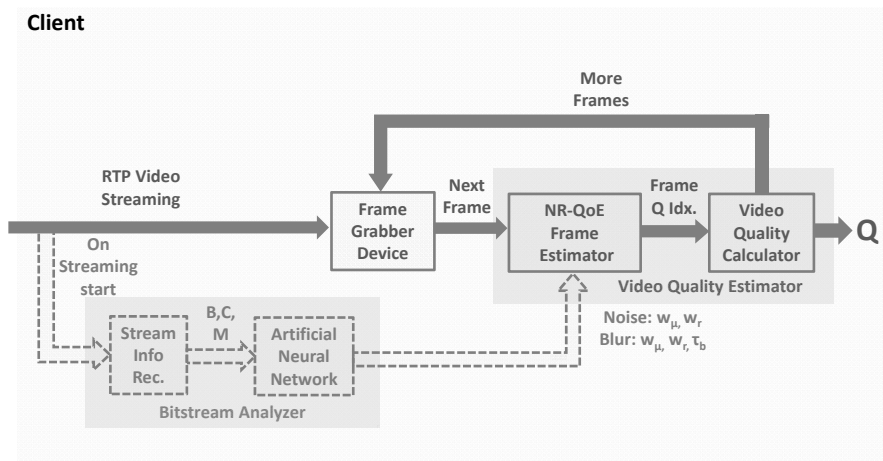 Client
More
Frames
RTP Video
Streaming
Frame
Grabber
Device
Next
Frame
NR-QoE
Frame
Estimator
Frame
Q Idx.
Video
Quality
Calculator
Q
Video Quality Estimator
On
Streaming
start
Stream
Info
Rec.
B,C,
M
Artificial
Neural
Network
Bitstream Analyzer
Noise: wμ, wr
Blur: wμ, wr, τb